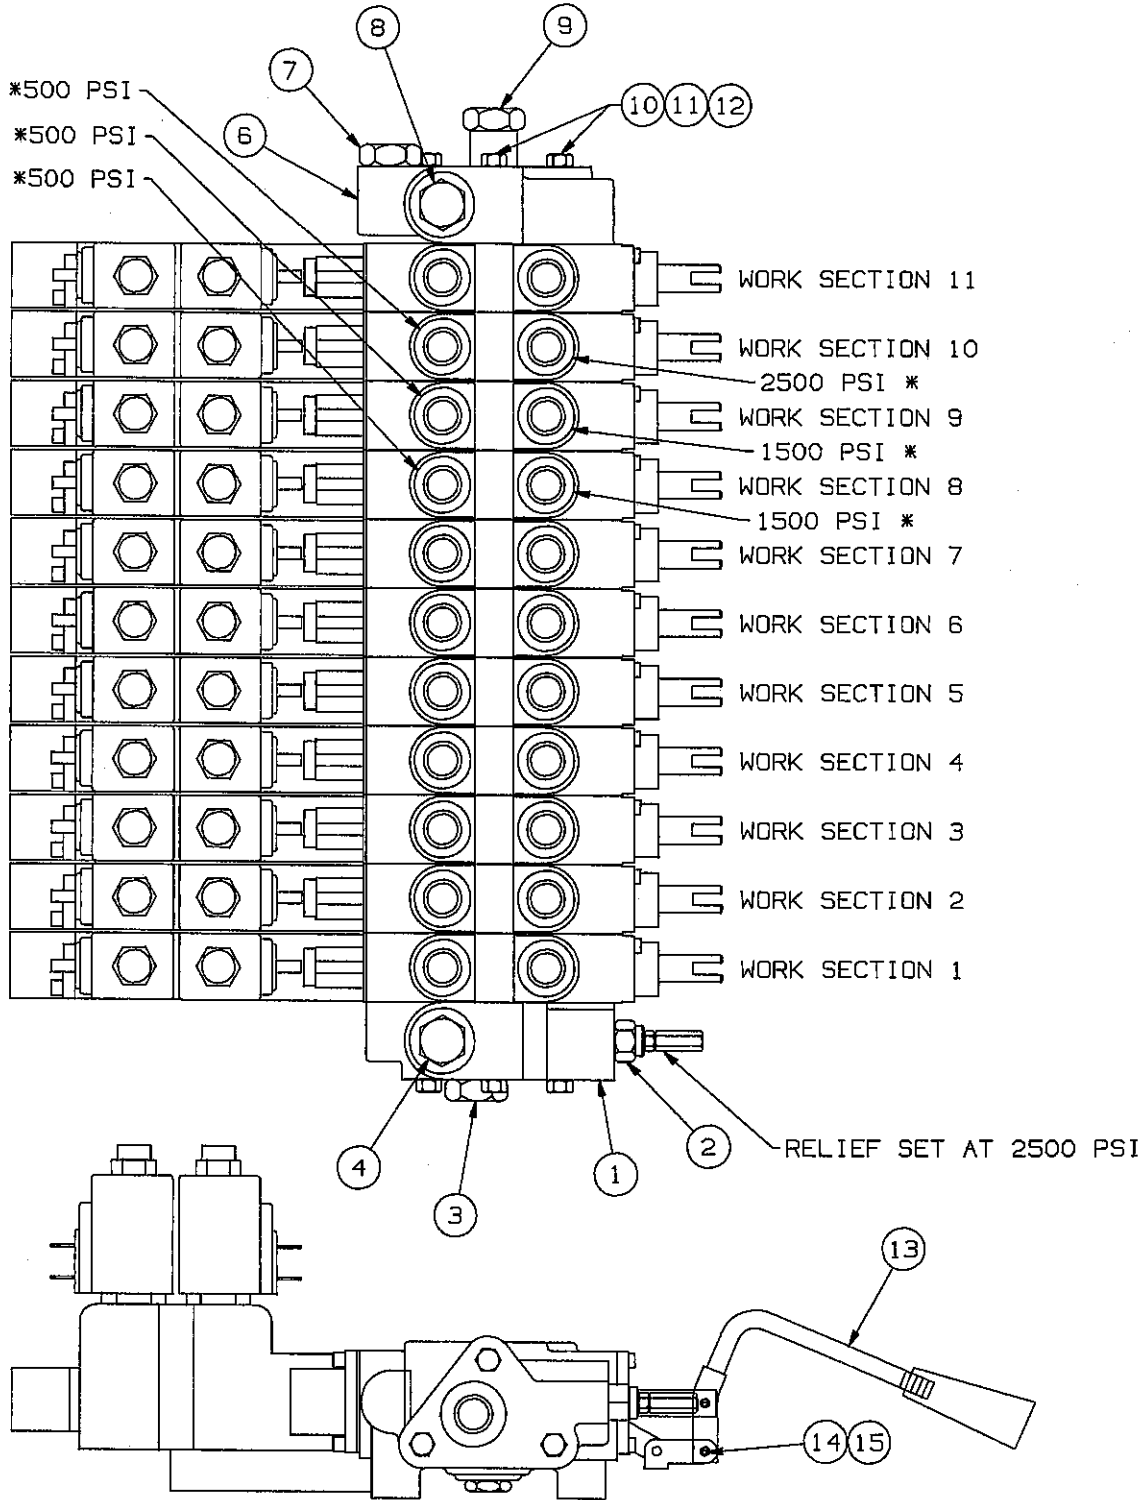 8
9
7
*500 PSI
10 11 12
*500 PSI
6
*500 PSI
WORK SECTION 11
WORK SECTION 10
2500 PSI *
WORK SECTION 9
1500 PSI *
WORK SECTION 8
1500 PSI *
WORK SECTION 7
WORK SECTION 6
WORK SECTION 5
WORK SECTION 4
WORK SECTION 3
WORK SECTION 2
WORK SECTION 1
4
3
1
2
RELIEF SET AT 2500 PSI
13
14 15